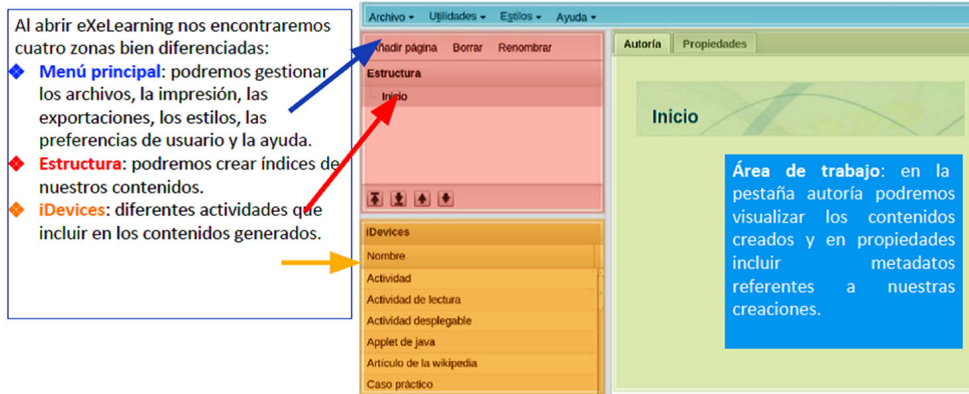 Al abrir eXeLearning nos encontraremos
cuatro zonas bien diferenciadas:
❖ Menú principal: podremos gestionar
los archivos, la impresión, las
exportaciones, los estilos, las
preferencias de usuario y la ayuda.
❖ Estructura: podremos crear índices de
nuestros contenidos.
❖ iDevices: diferentes actividades que
incluir en los contenidos generados.
Archivo Utilidades Estilos Ayuda
Añadir página Borrar Renombrar
Estructura
Inicio
iDevices
Nombre
Actividad
Actividad de lectura
Actividad desplegable
Applet de java
Artículo de la wikipedia
Caso práctico
Autoría Propiedades
Inicio
Área de trabajo: en la
pestaña autoría podremos
visualizar los contenidos
creados y en propiedades
incluir metadatos
referentes a nuestras
creaciones.